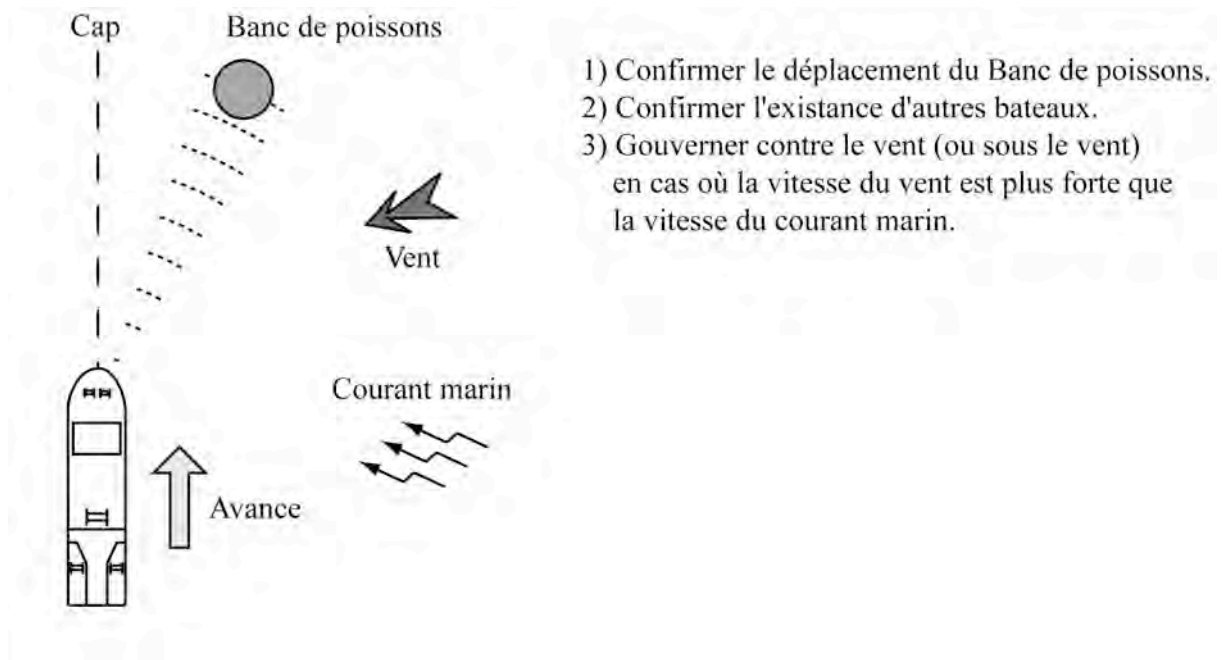 Cap
Banc de poissons
1) Confirmer le déplacement du Banc de poissons.
2) Confirmer l'existance d'autres bateaux.
3) Gouverner contre le vent (ou sous le vent)
en cas où la vitesse du vent est plus forte que
la vitesse du courant marin.
Vent
Courant marin
Avance